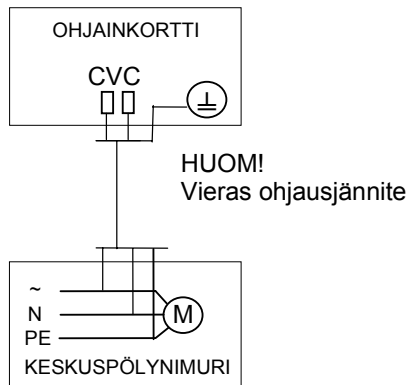 OHJAINKORTTI
CVC
HUOM!
Vieras ohjausjännite
~
N
M
PE
KESKUSPÖLYNIMURI